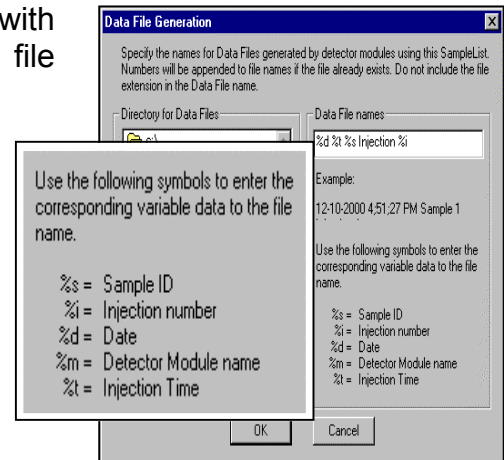 with
file
Data File Generation
Specify the names for Data Files generated by detector modules using this SampleList.
Numbers will be appended to file names if the file already exists. Do not include the file
extension in the Data File name.
Directory for Data Files
Data File names
%d %t %s Injection %i
Example:
12-10-2000 4;51;27 PM Sample 1
Use the following symbols to enter the
corresponding variable data to the file
name.
%s = Sample ID
%i = Injection number
%d = Date
%m = Detector Module name
%t = Injection Time
Use the following symbols to enter the
corresponding variable data to the file
name.
%s = Sample ID
%i = Injection number
%d = Date
%m = Detector Module name
%t = Injection Time
OK
Cancel